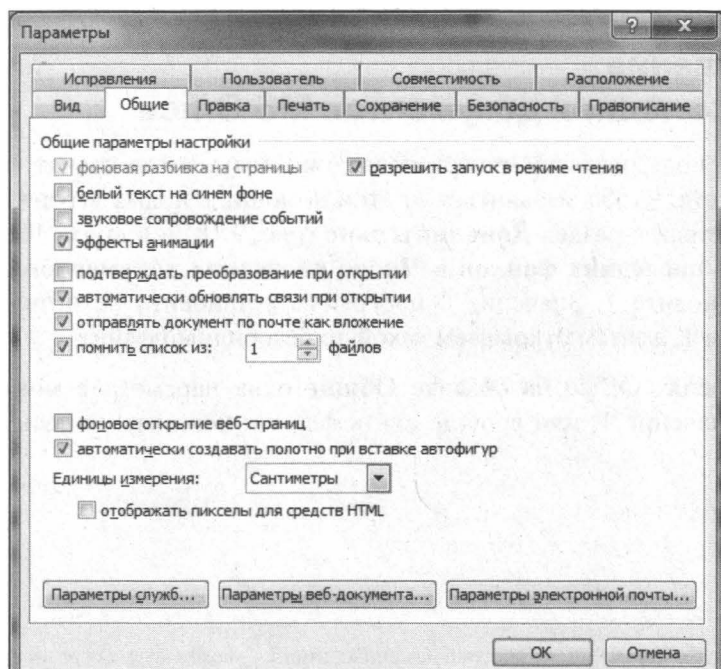 Параметры
Исправления Пользователь Совместимость Расположение
Вид Общие Правка Печать Сохранение Безопасность Правописание
Общие параметры настройки
фоновая разбивка на страницы разрешить запуск в режиме чтения
белый текст на синем фоне
звуковое сопровождение событий
эффекты анимации
подтверждать преобразование при открытии
автоматически обновлять связи при открытии
отправлять документ по почте как вложение
помнить список из: 1 файлов
фоновое открытие веб-страниц
автоматически создавать полотно при вставке автофигур
Единицы измерения: Сантиметры
отображать пикселы для средств HTML
Параметры служб... Параметры веб-документа... Параметры электронной почты...
OK Отмена